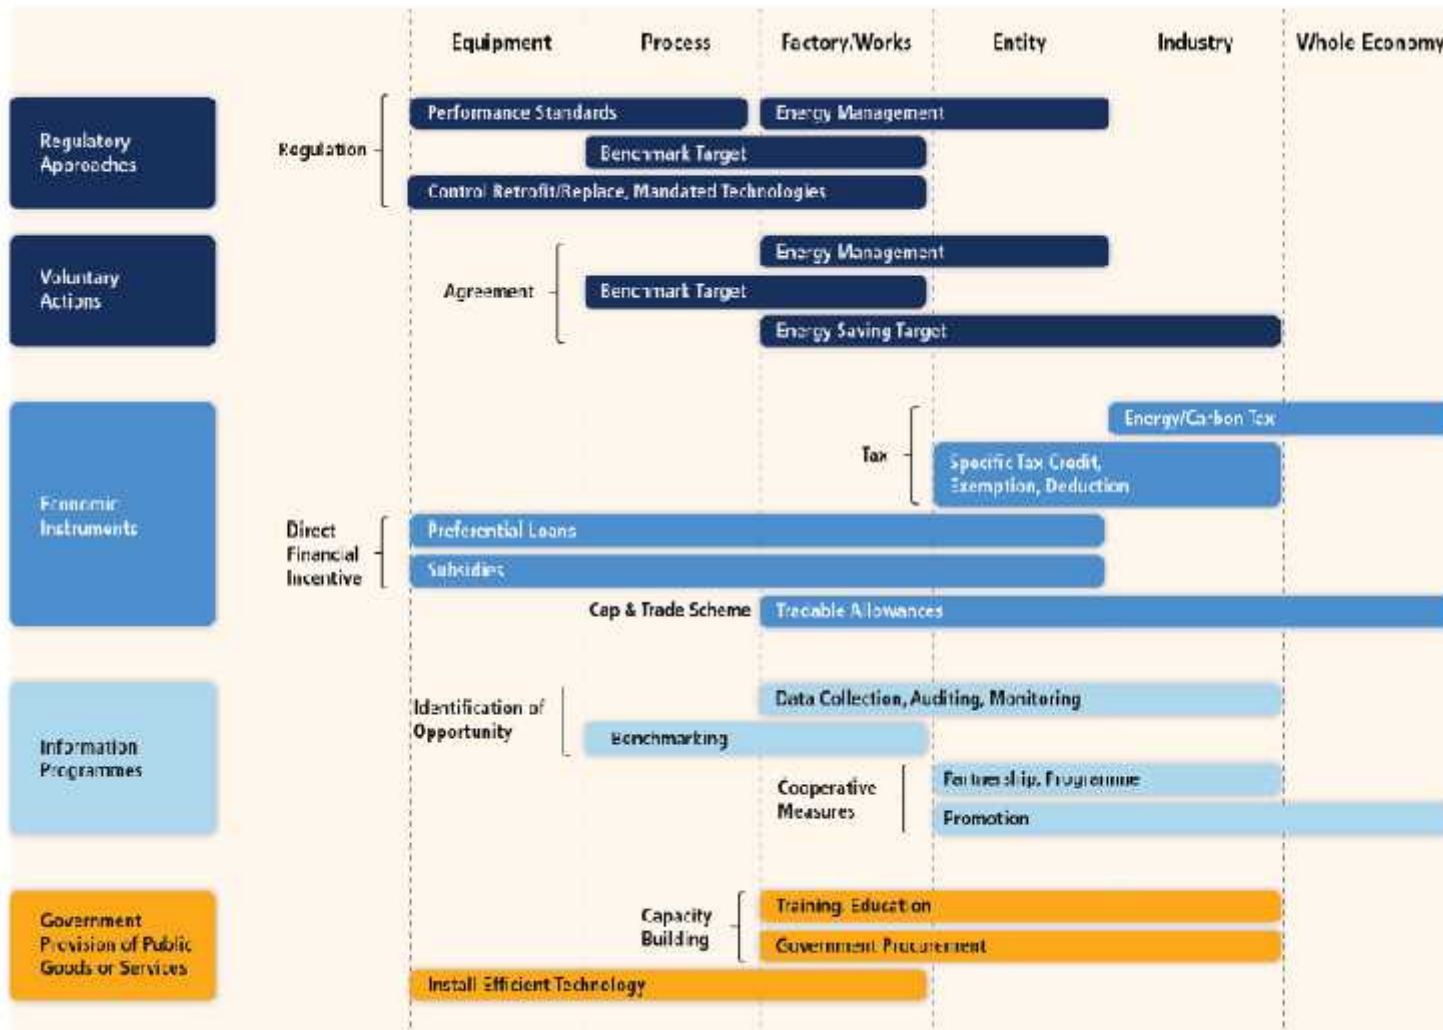 Equipment
Process
Factory/Works
Entity
Industry
Whole Economy
Regulatory
Approaches
Regulation
Performance Standards
Energy Management
Benchmark Target
Control Retrofit/Replace, Mandated Technologies
Voluntary
Actions
Agreement
Energy Management
Benchmark Target
Energy Saving Target
Economic
Instruments
Tax
Energy/Carbon Tax
Specific Tax Credit,
Exemption, Deduction
Direct
Financial
Incentive
Preferential Loans
Subsidies
Cap & Trade Scheme
Tradable Allowances
Information
Programmes
Identification of
Opportunity
Data Collection, Auditing, Monitoring
Benchmarking
Cooperative
Measures
Partnership, Programme
Promotion
Government
Provision of Public
Goods or Services
Capacity
Building
Training, Education
Government Procurement
Install Efficient Technology